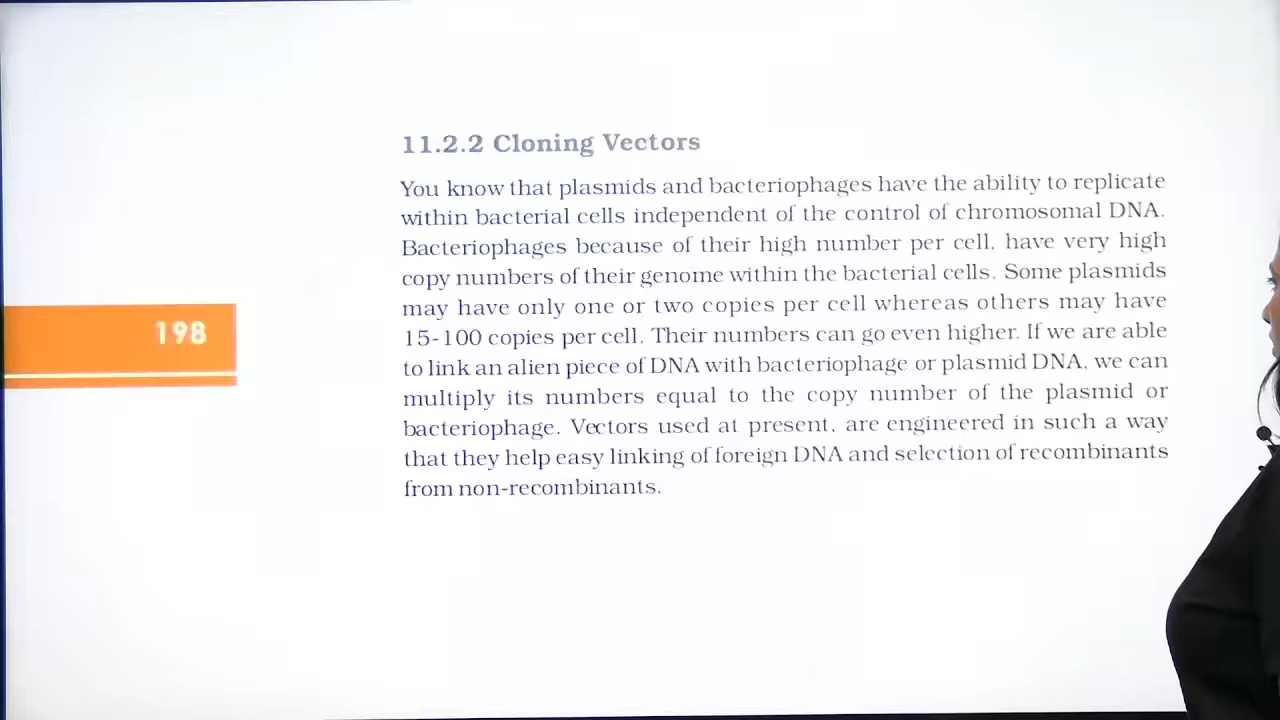 11.2.2 Cloning Vectors
You know that plasmids and bacteriophages have the ability to replicate
within bacterial cells independent of the control of chromosomal DNA.
Bacteriophages because of their high number per cell, have very high
copy numbers of their genome within the bacterial cells. Some plasmids
may have only one or two copies per cell whereas others may have
15-100 copies per cell. Their numbers can go even higher. If we are able
to link an alien piece of DNA with bacteriophage or plasmid DNA, we can
multiply its numbers equal to the copy number of the plasmid or
bacteriophage. Vectors used at present, are engineered in such a way
that they help easy linking of foreign DNA and selection of recombinants
from non-recombinants.
198